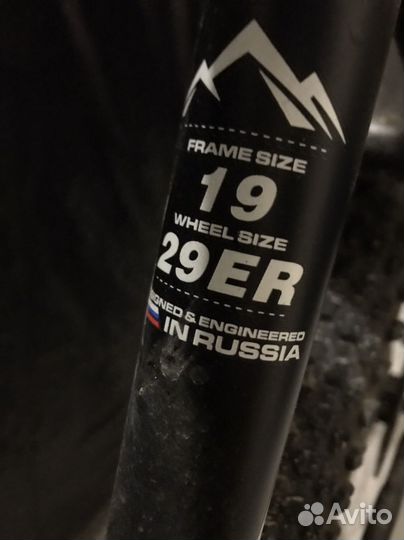 FRAME SIZE
19
WHEEL SIZE
29ER
& ENGINEERED
IN RUSSIA
Avito